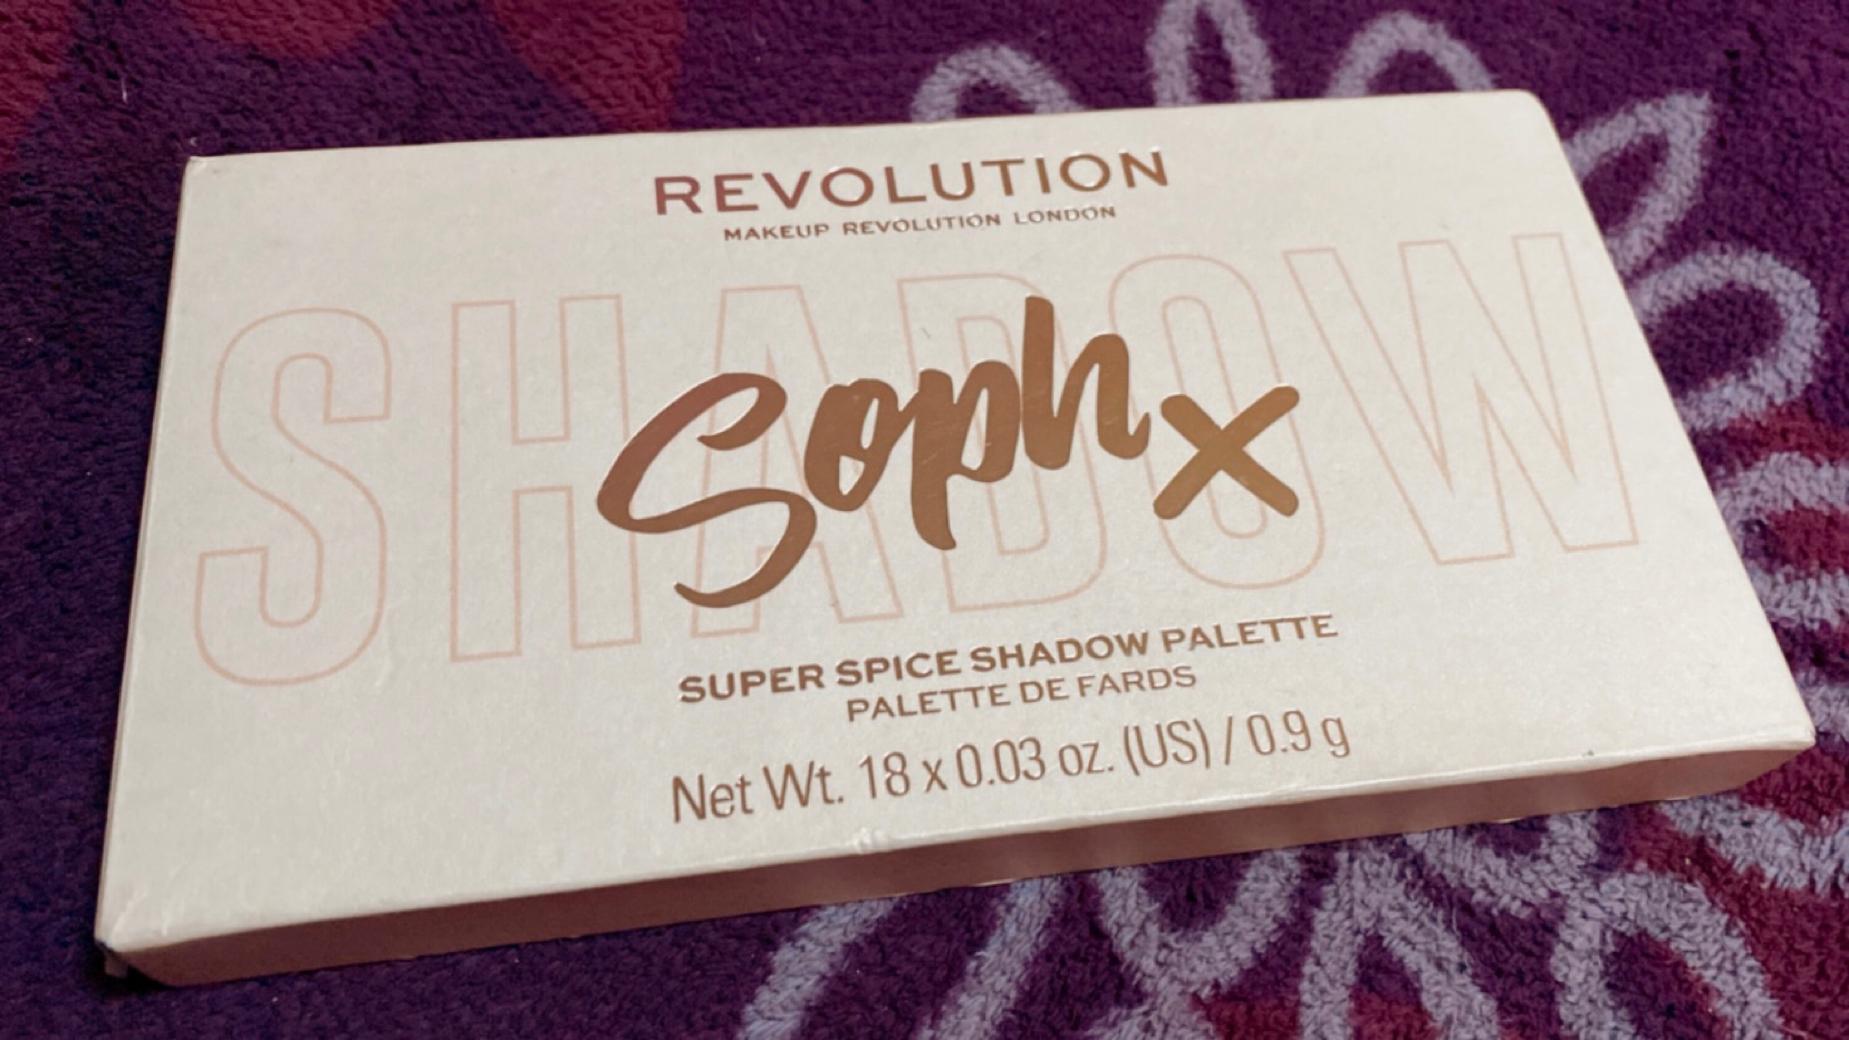 REVOLUTION
MAKEUP REVOLUTION LONDON
SHADOW
Soph x
SUPER SPICE SHADOW PALETTE
PALETTE DE FARDS
Net Wt. 18 x 0.03 oz. (US) / 0.9 g